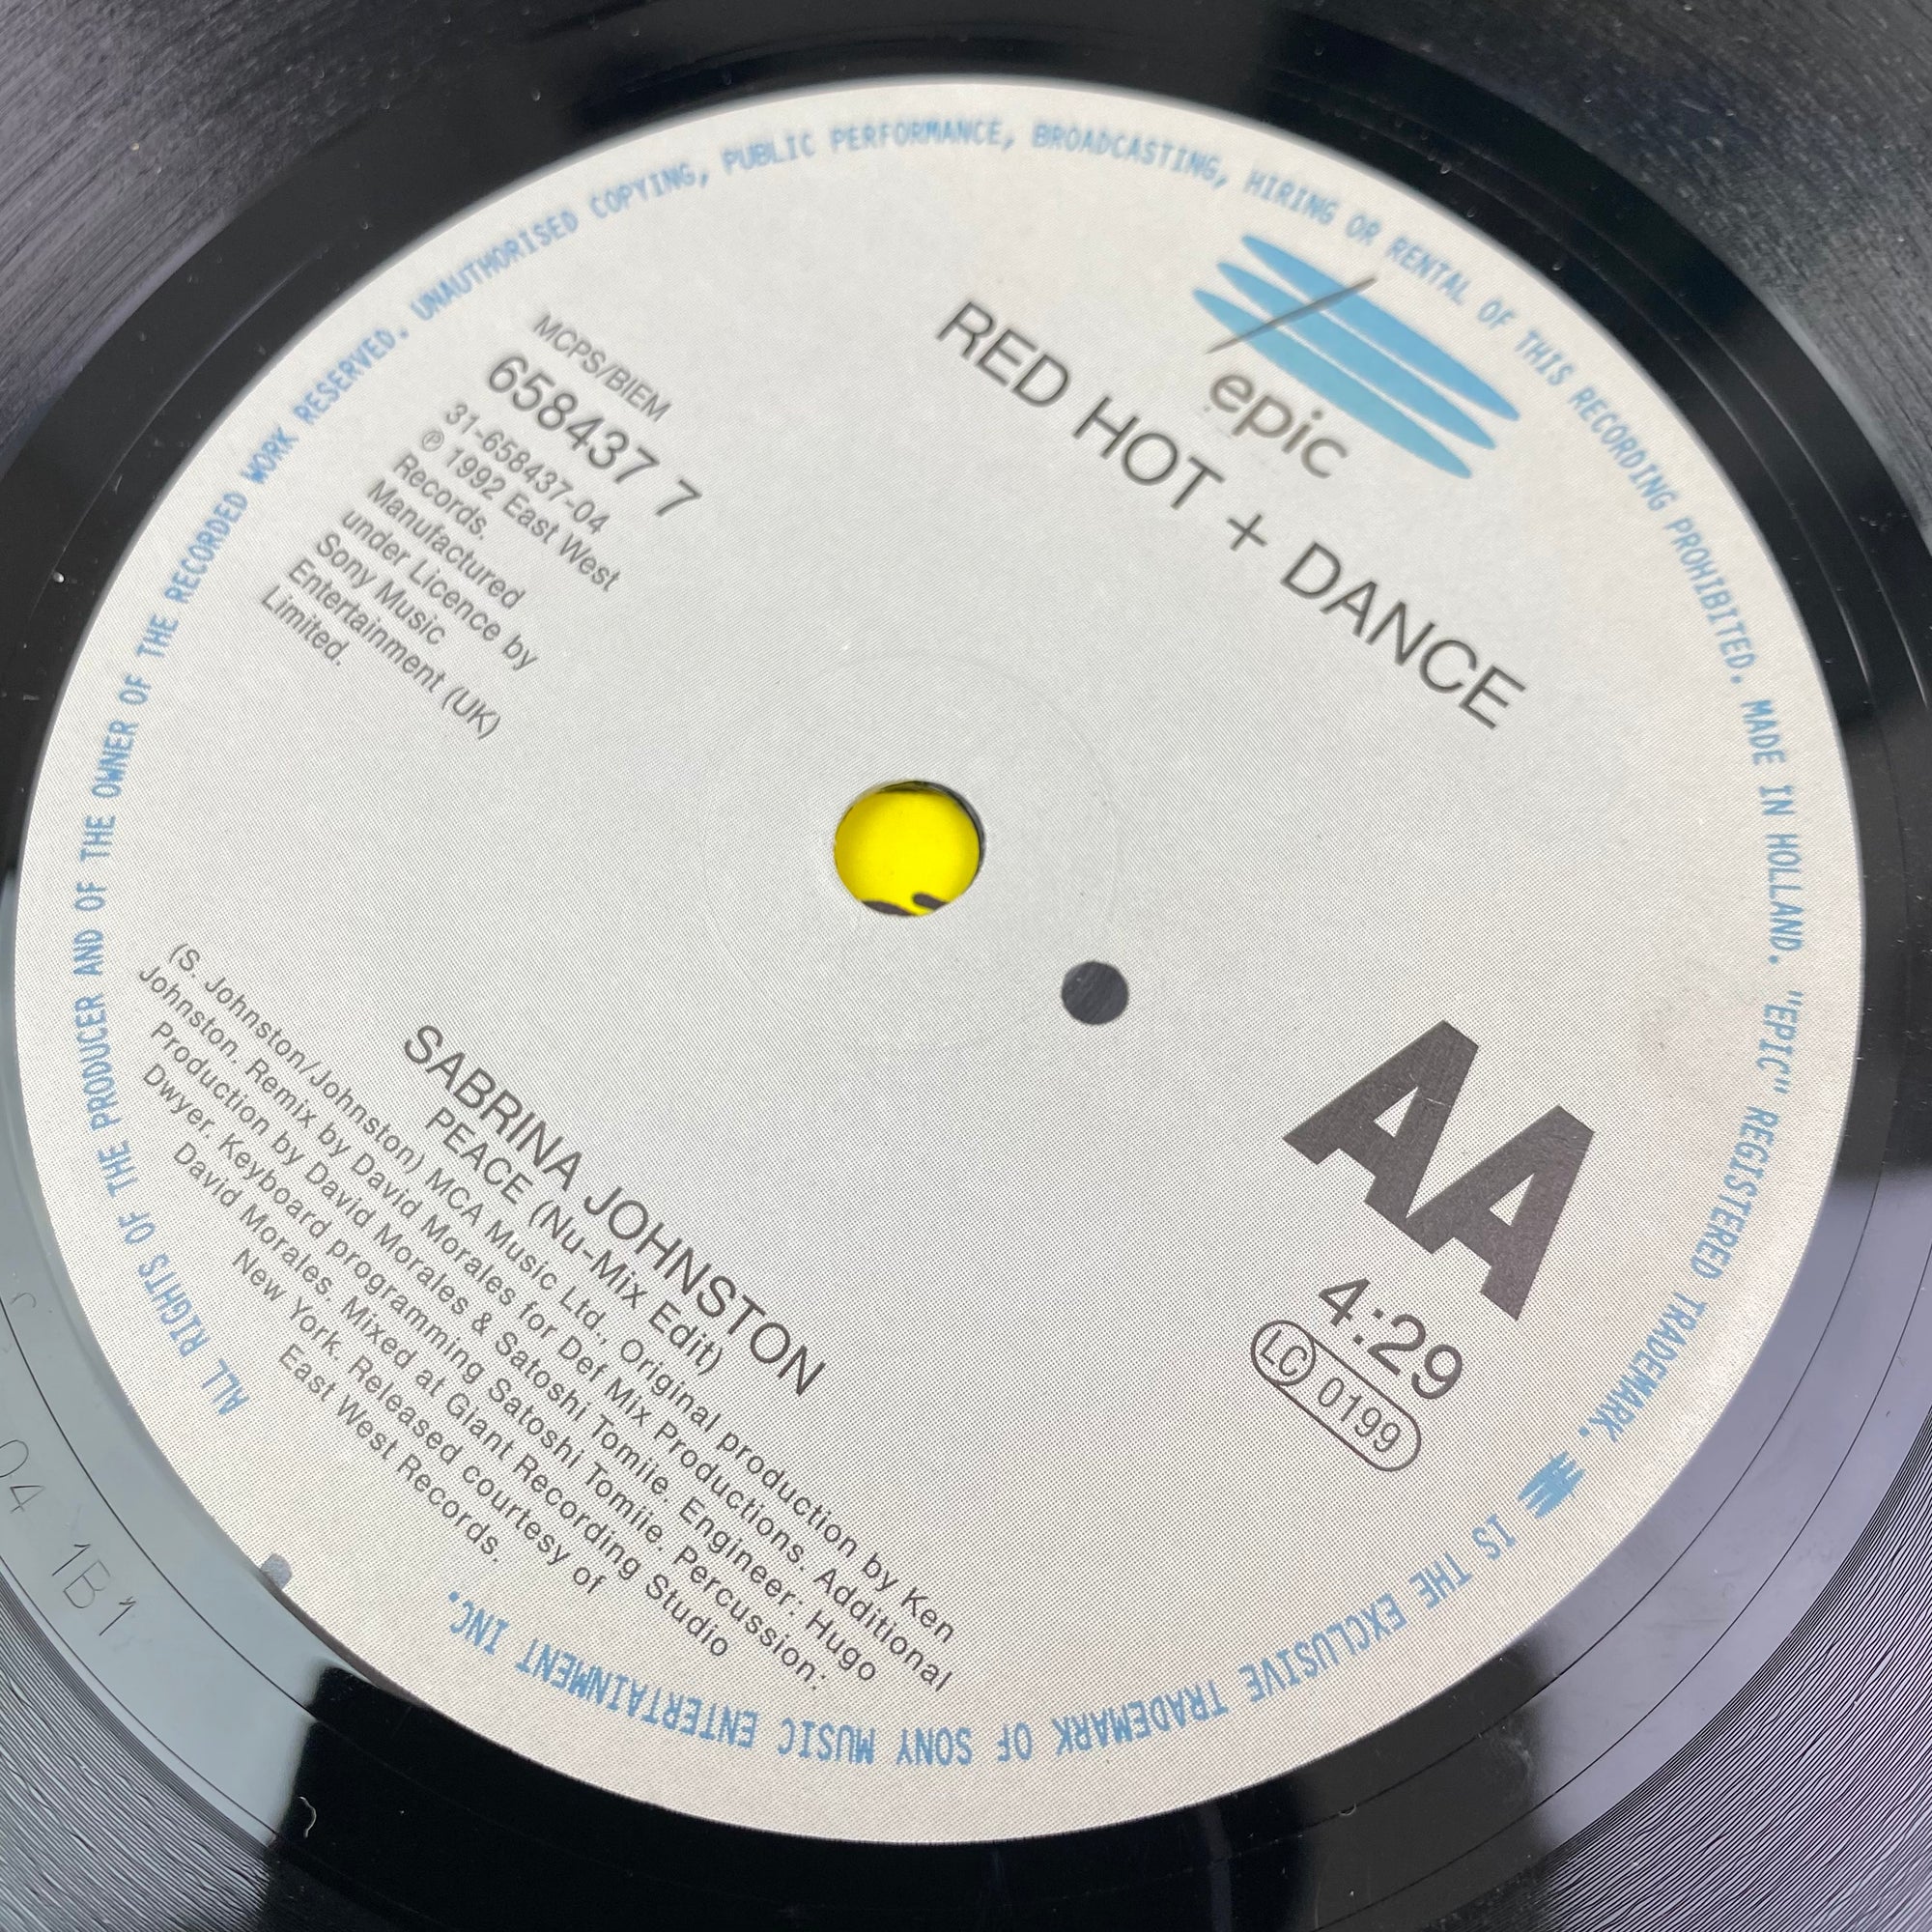 epic
RED HOT + DANCE
MCPS/BIEM
658437 7
31-658437-04
℗ 1992 East West
Records.
Manufactured
under Licence by
Sony Music
Entertainment (UK)
Limited.
AA
4:29
LC 0199
SABRINA JOHNSTON
PEACE (Nu-Mix Edit)
(S. Johnston/Johnston) MCA Music Ltd., Original production by Ken
Johnston. Remix by David Morales for Def Mix Productions. Additional
Production by David Morales & Satoshi Tomiie. Engineer: Hugo
Dwyer. Keyboard programming Satoshi Tomiie. Percussion:
David Morales. Mixed at Giant Recording Studio
New York. Released courtesy of
East West Records.
ALL RIGHTS OF THE PRODUCER AND OF THE OWNER OF THE RECORDED WORK RESERVED. UNAUTHORISED COPYING, PUBLIC PERFORMANCE, BROADCASTING, HIRING OR RENTAL OF THIS RECORDING PROHIBITED. MADE IN HOLLAND. "EPIC" REGISTERED TRADEMARK. IS THE EXCLUSIVE TRADEMARK OF SONY MUSIC ENTERTAINMENT INC.
04 1B1